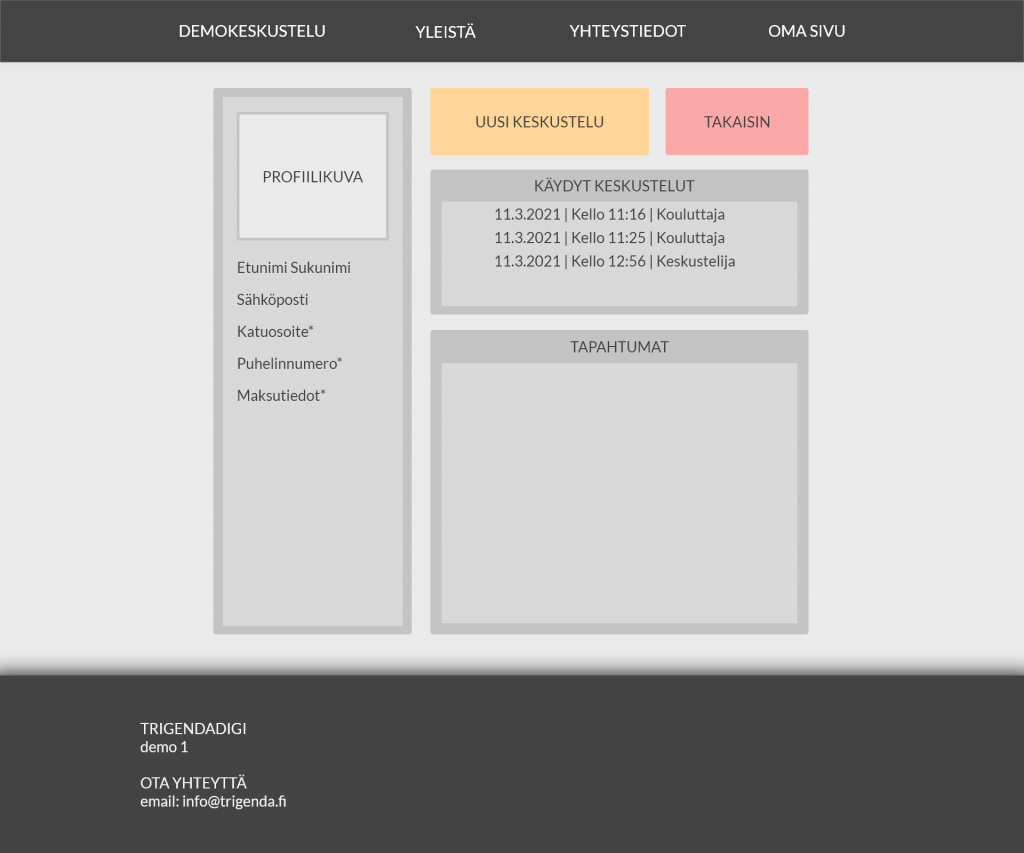 DEMOKESKUSTELU
YLEISTÄ
YHTEYSTIEDOT
OMA SIVU
PROFIILIKUVA
Etunimi Sukunimi
Sähköposti
Katuosoite*
Puhelinnumero*
Maksutiedot*
UUSI KESKUSTELU
TAKAISIN
KÄYDYT KESKUSTELUT
11.3.2021 | Kello 11:16 | Kouluttaja
11.3.2021 | Kello 11:25 | Kouluttaja
11.3.2021 | Kello 12:56 | Keskustelija
TAPAHTUMAT
TRIGENDADIGI
demo 1
OTA YHTEYTTÄ
email: info@trigenda.fi